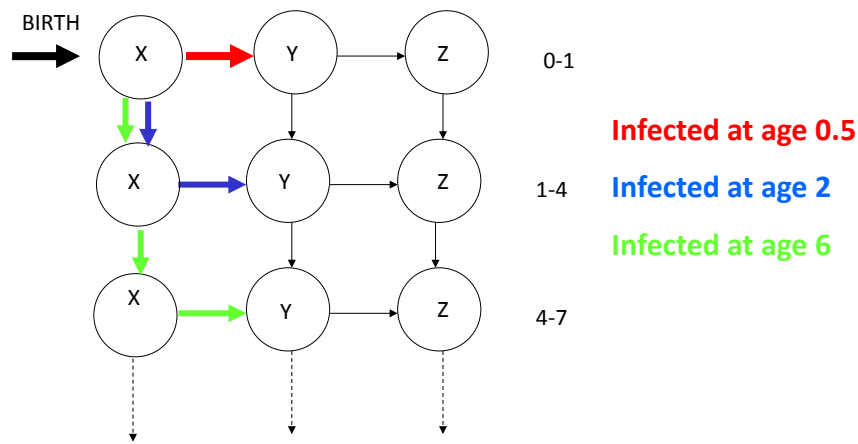 BIRTH
X
Y
Z
0-1
Infected at age 0.5
X
Y
Z
1-4
Infected at age 2
Infected at age 6
X
Y
Z
4-7